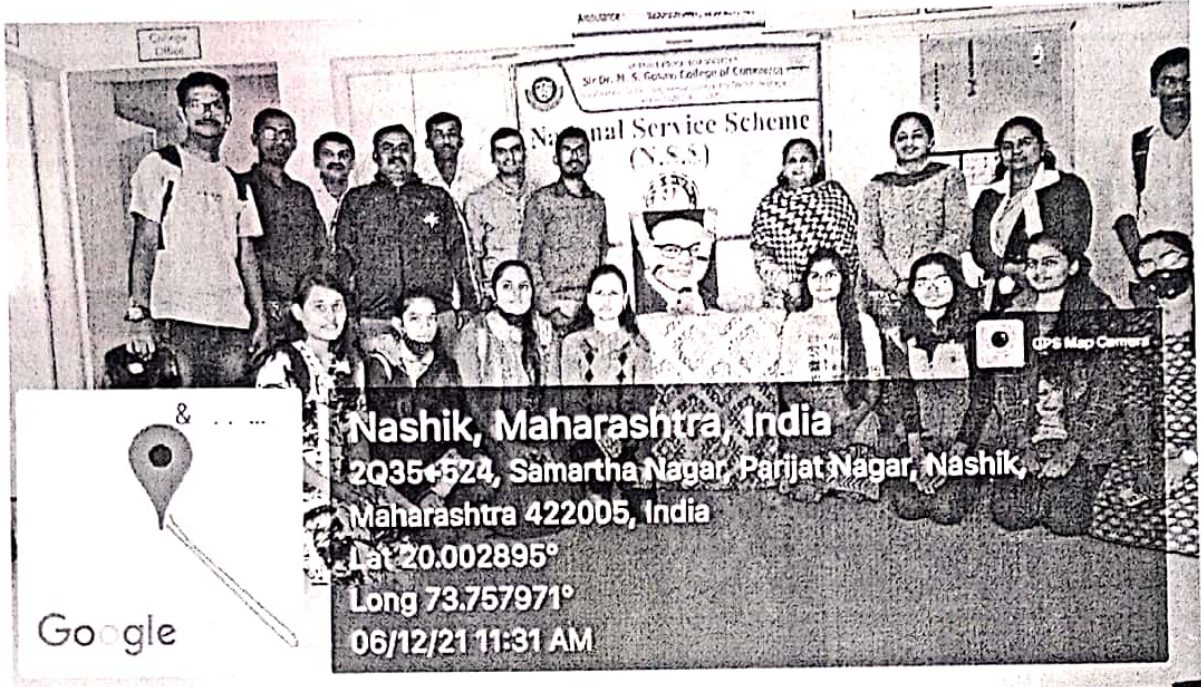 College
Office
Ambulance
Sir Dr. M. S. Gosavi College of Commerce
National Service Scheme
(N.S.S)
GPS Map Camera
&
Nashik, Maharashtra, India
2Q35+524, Samartha Nagar, Parijat Nagar, Nashik,
Maharashtra 422005, India
Lat 20.002895°
Long 73.757971°
06/12/21 11:31 AM
Google